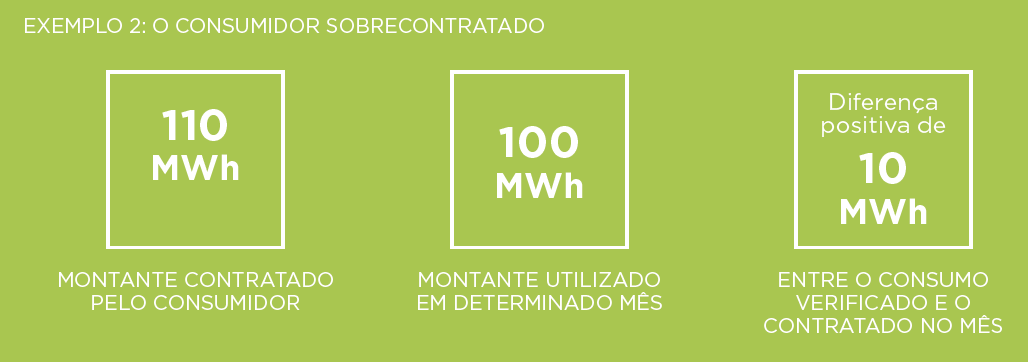 EXEMPLO 2: O CONSUMIDOR SOBRECONTRATADO
110
MWh
MONTANTE CONTRATADO
PELO CONSUMIDOR
100
MWh
MONTANTE UTILIZADO
EM DETERMINADO MÊS
Diferença
positiva de
10
MWh
ENTRE O CONSUMO
VERIFICADO E O
CONTRATADO NO MÊS